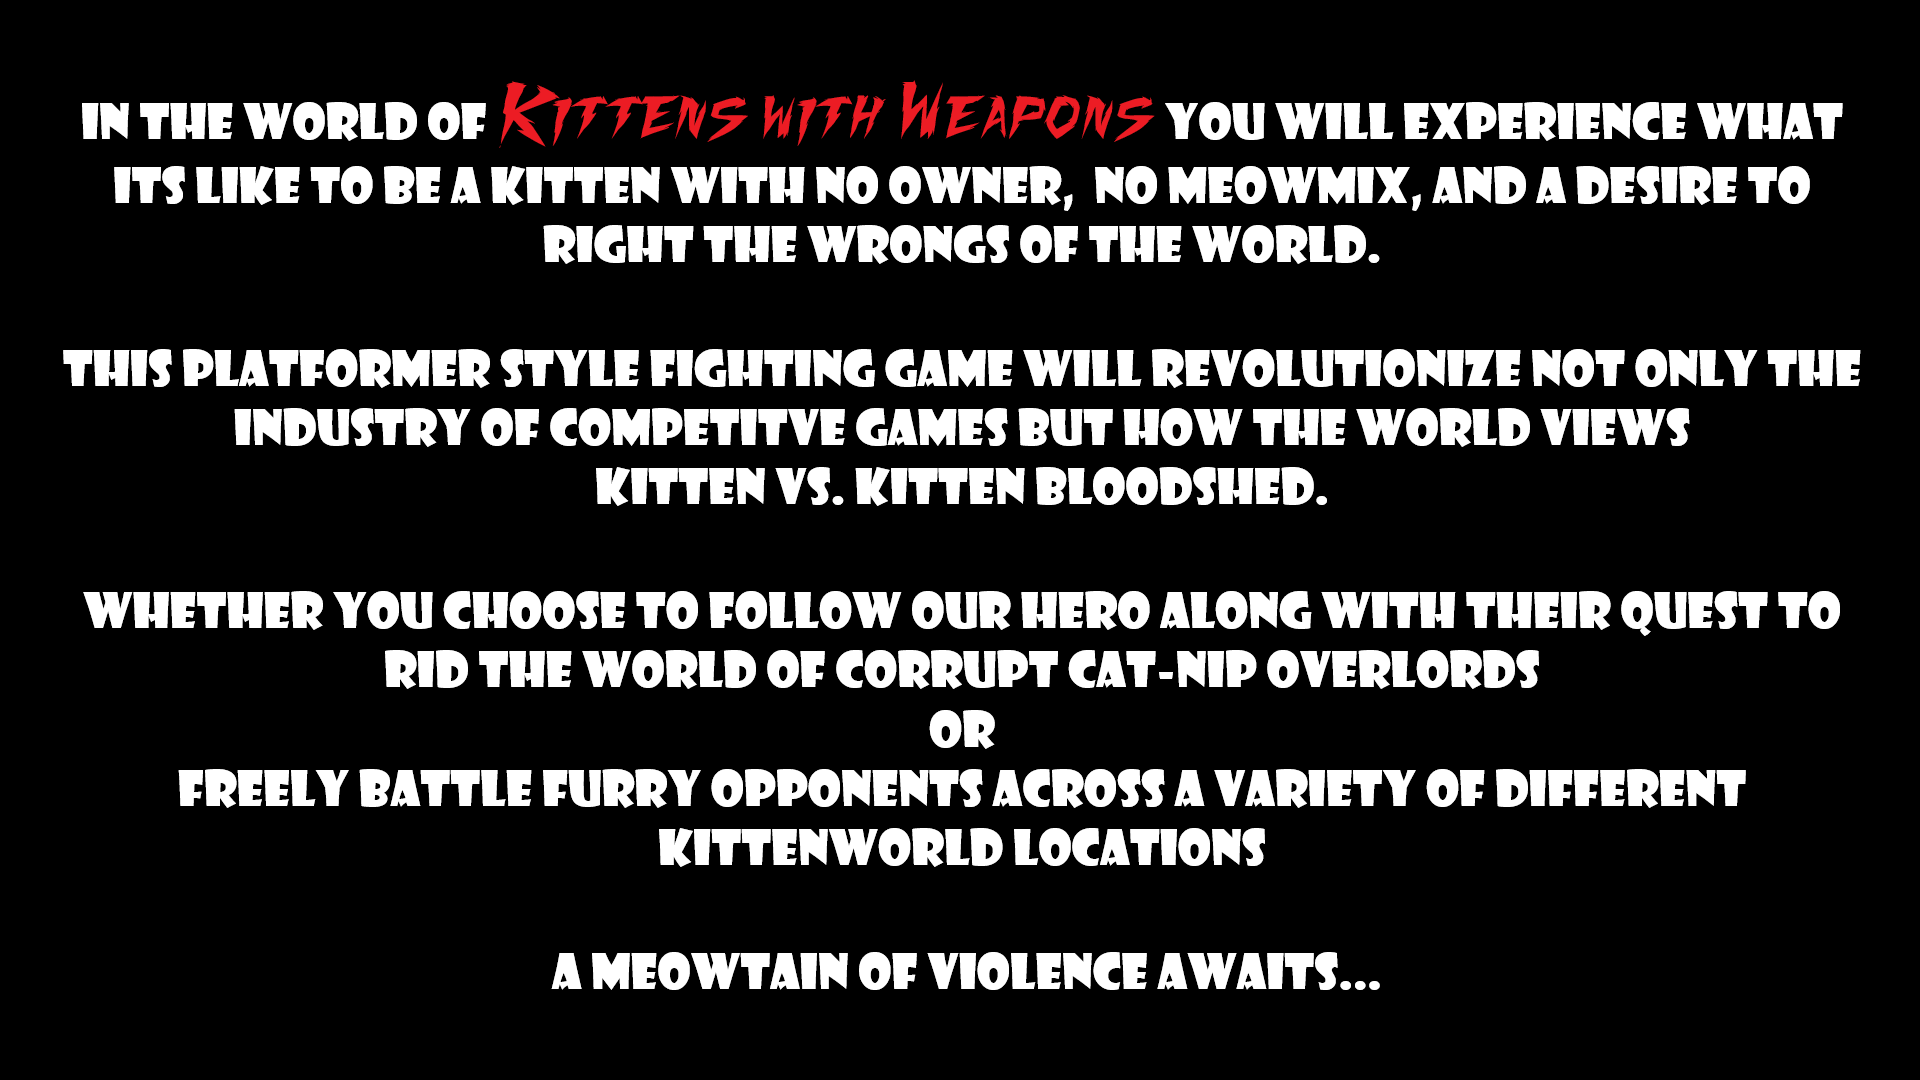 IN THE WORLD OF KITTENS WITH WEAPONS YOU WILL EXPERIENCE WHAT
ITS LIKE TO BE A KITTEN WITH NO OWNER,  NO MEOWMIX, AND A DESIRE TO
RIGHT THE WRONGS OF THE WORLD.
THIS PLATFORMER STYLE FIGHTING GAME WILL REVOLUTIONIZE NOT ONLY THE
INDUSTRY OF COMPETITVE GAMES BUT HOW THE WORLD VIEWS
KITTEN VS. KITTEN BLOODSHED.
WHETHER YOU CHOOSE TO FOLLOW OUR HERO ALONG WITH THEIR QUEST TO
RID THE WORLD OF CORRUPT CAT-NIP OVERLORDS
OR
FREELY BATTLE FURRY OPPONENTS ACROSS A VARIETY OF DIFFERENT
KITTENWORLD LOCATIONS
A MEOWTAIN OF VIOLENCE AWAITS...